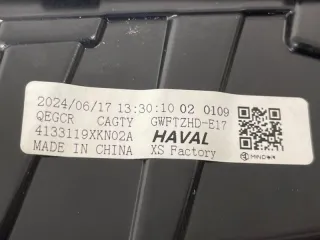 2024/06/17 13:30:10 02 0109
QEGCR CAGTY GWFTZHD-E17
4133119XKN02A HAVAL
MADE IN CHINA XS Factory